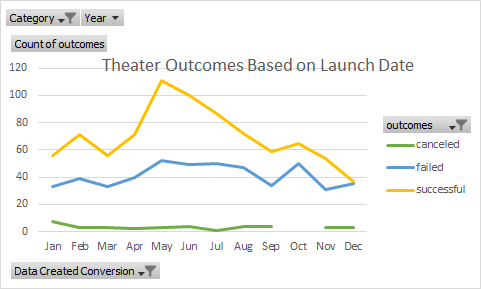 Category Year
Count of outcomes
Theater Outcomes Based on Launch Date
120
100
80
60
40
20
0
Jan Feb Mar Apr May Jun Jul Aug Sep Oct Nov Dec
outcomes
canceled
failed
successful
Data Created Conversion